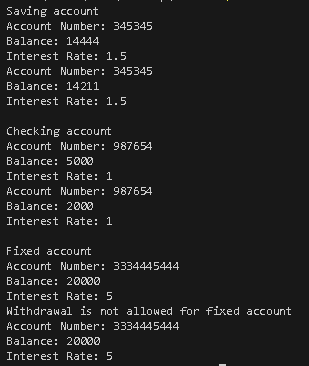 Saving account
Account Number: 345345
Balance: 14444
Interest Rate: 1.5
Account Number: 345345
Balance: 14211
Interest Rate: 1.5
Checking account
Account Number: 987654
Balance: 5000
Interest Rate: 1
Account Number: 987654
Balance: 2000
Interest Rate: 1
Fixed account
Account Number: 3334445444
Balance: 20000
Interest Rate: 5
Withdrawal is not allowed for fixed account
Account Number: 3334445444
Balance: 20000
Interest Rate: 5